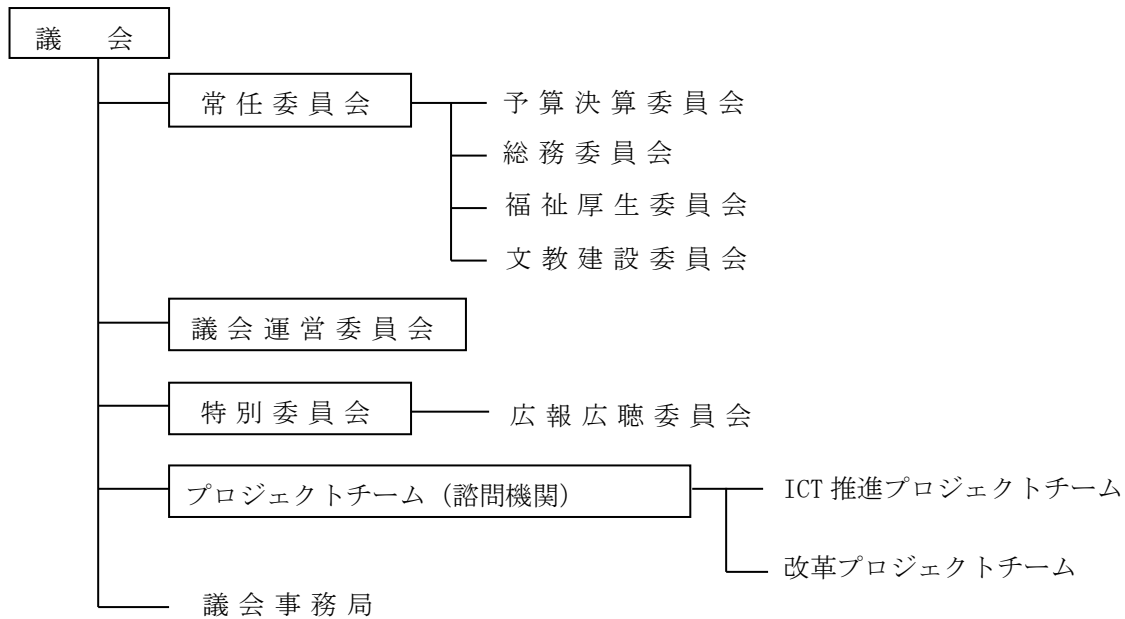 議会
常任委員会
予算決算委員会
総務委員会
福祉厚生委員会
文教建設委員会
議会運営委員会
特別委員会
広報広聴委員会
プロジェクトチーム（諮問機関）
ICT推進プロジェクトチーム
改革プロジェクトチーム
議会事務局